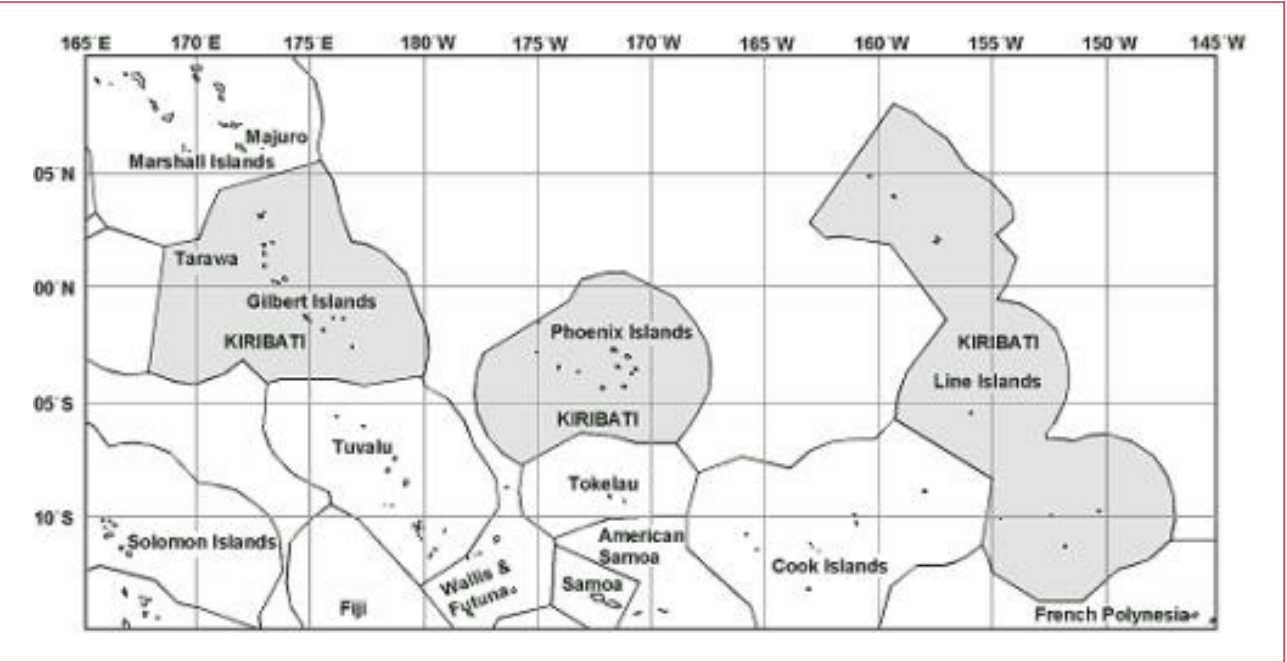 165°E 170°E 175°E 180°W 175°W 170°W 165°W 160°W 155°W 150°W 145°W
Majuro
Marshall Islands
05°N
Tarawa
00°N
Gilbert Islands
KIRIBATI
Phoenix Islands
KIRIBATI
KIRIBATI
Line Islands
05°S
Tuvalu
Tokelau
10°S
Solomon Islands
American
Samoa
Cook Islands
Wallis &
Futuna
Samoa
Fiji
French Polynesia